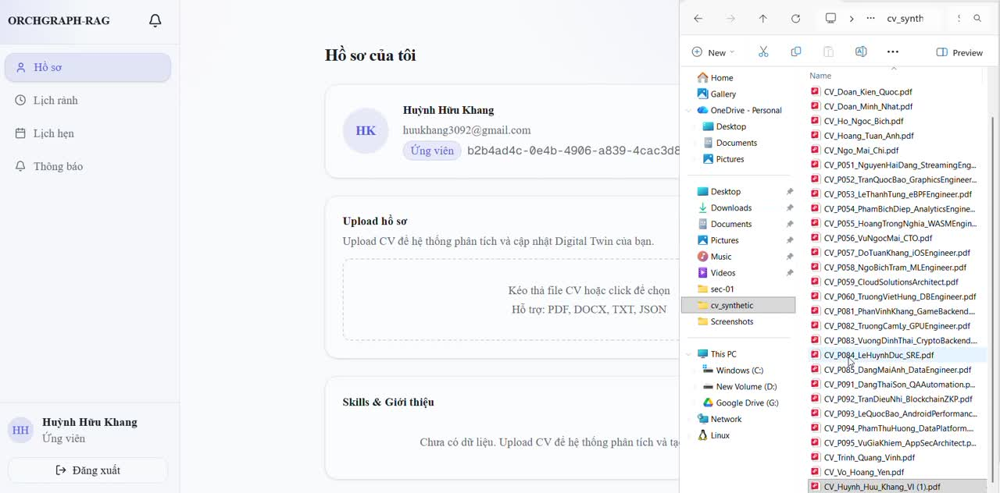 ORCHGRAPH-RAG
Hồ sơ
Lịch rảnh
Lịch hẹn
Thông báo
HH
Huỳnh Hữu Khang
Ứng viên
Đăng xuất
Hồ sơ của tôi
HK
Huỳnh Hữu Khang
huukhang3092@gmail.com
Ứng viên b2b4ad4c-0e4b-4906-a839-4cac3d8
Upload hồ sơ
Upload CV để hệ thống phân tích và cập nhật Digital Twin của bạn.
Kéo thả file CV hoặc click để chọn
Hỗ trợ: PDF, DOCX, TXT, JSON
Skills & Giới thiệu
Chưa có dữ liệu. Upload CV để hệ thống phân tích và tạo
cv_synth
New
Preview
Home
Gallery
OneDrive - Personal
Desktop
Documents
Pictures
Desktop
Downloads
Documents
Pictures
Music
Videos
sec-01
cv_synthetic
Screenshots
This PC
Windows (C:)
New Volume (D:)
Google Drive (G:)
Network
Linux
Name
CV_Doan_Kien_Quoc.pdf
CV_Doan_Minh_Nhat.pdf
CV_Ho_Ngoc_Bich.pdf
CV_Hoang_Tuan_Anh.pdf
CV_Ngo_Mai_Chi.pdf
CV_P051_NguyenHaiDang_StreamingEng...
CV_P052_TranQuocBao_GraphicsEngineer...
CV_P053_LeThanhTung_eBPFEngineer.pdf
CV_P054_PhamBichDiep_AnalyticsEngine...
CV_P055_HoangTrongNghia_WASMEngin...
CV_P056_VuNgocMai_CTO.pdf
CV_P057_DoTuanKhang_iOSEngineer.pdf
CV_P058_NgoBichTram_MLEngineer.pdf
CV_P059_CloudSolutionsArchitect.pdf
CV_P060_TruongVietHung_DBEngineer.pdf
CV_P081_PhanVinhKhang_GameBackend....
CV_P082_TruongCamLy_GPUEngineer.pdf
CV_P083_VuongDinhThai_CryptoBackend....
CV_P084_LeHuynhDuc_SRE.pdf
CV_P085_DangMaiAnh_DataEngineer.pdf
CV_P091_DangThaiSon_QAAutomation.p...
CV_P092_TranDieuNhi_BlockchainZKP.pdf
CV_P093_LeQuocBao_AndroidPerformanc...
CV_P094_PhamThuHuong_DataPlatform....
CV_P095_VuGiaKhiem_AppSecArchitect.p...
CV_Trinh_Quang_Vinh.pdf
CV_Vo_Hoang_Yen.pdf
CV_Huynh_Huu_Khang_VI (1).pdf